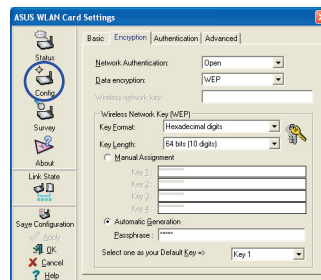 ASUS WLAN Card Settings
Status
Config
Survey
About
Link State
Save Configuration
Apply
OK
Cancel
Help
Basic Encryption Authentication Advanced
Network Authentication: Open
Data encryption: WEP
Wireless network key:
Wireless Network Key (WEP)
Key Format: Hexadecimal digits
Key Length: 64 bits (10 digits)
Manual Assignment
Key 1: **********
Key 2: **********
Key 3: **********
Key 4: **********
Automatic Generation
Passphrase: *****
Select one as your Default Key => Key 1